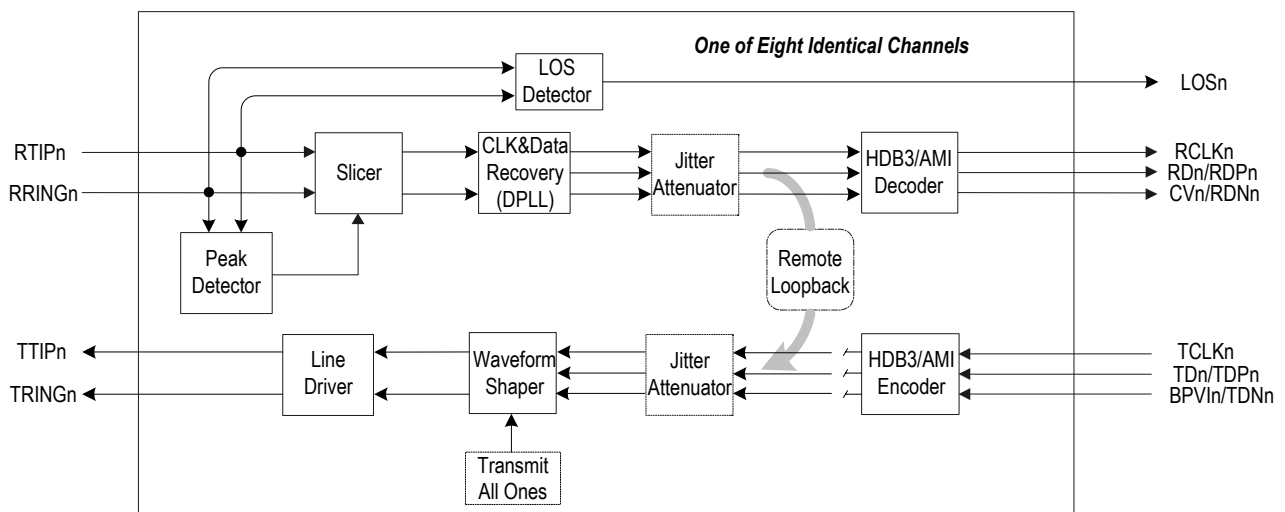 One of Eight Identical Channels
LOS
Detector
LOSn
RTIPn
RRINGn
Slicer
CLK&Data
Recovery
(DPLL)
Jitter
Attenuator
HDB3/AMI
Decoder
RCLKn
RDn/RDPn
CVn/RDNn
Peak
Detector
Remote
Loopback
TTIPn
TRINGn
Line
Driver
Waveform
Shaper
Jitter
Attenuator
HDB3/AMI
Encoder
TCLKn
TDn/TDPn
BPVIn/TDNn
Transmit
All Ones